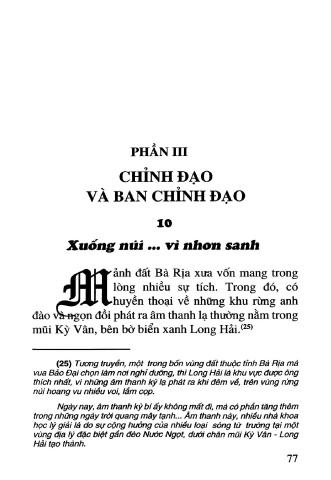 PHẦN III
CHỈNH ĐẠO
VÀ BAN CHỈNH ĐẠO
10
Xuống núi ... vì nhơn sanh
Mảnh đất Bà Rịa xưa vốn mang trong
lòng nhiều sự tích. Trong đó, có
huyền thoại về những khu rừng anh
đào và ngọn đồi phát ra âm thanh lạ thường nằm trong
mũi Kỳ Vân, bên bờ biển xanh Long Hải.(25)
(25) Tương truyền, một trong bốn vùng đất thuộc tỉnh Bà Rịa mà
vua Bảo Đại chọn làm nơi nghỉ dưỡng, thì Long Hải là khu vực được ông
thích nhất, vì những âm thanh kỳ lạ phát ra khi đêm về, trên vùng rừng
núi hoang vu nhiều voi, lắm cọp.
Ngày nay, âm thanh kỳ bí ấy không mất đi, mà có phần tăng thêm
trong những ngày trời quang mây tạnh... Âm thanh này, nhiều nhà khoa
học lý giải là do sự cộng hưởng của nhiều loại sóng từ trường tại một
vùng địa lý đặc biệt gần đèo Nước Ngọt, dưới chân mũi Kỳ Vân - Long
Hải tạo thành.
77